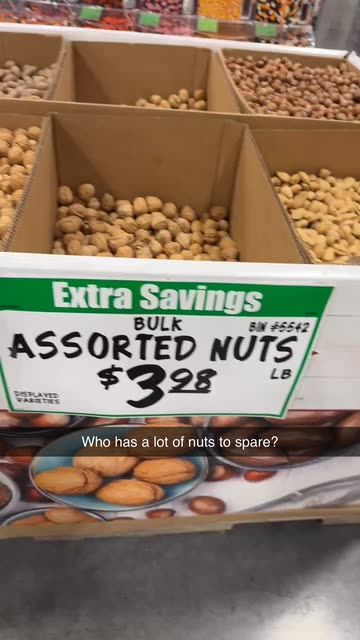 Extra Savings
BULK
BIN #5542
ASSORTED NUTS
$3.98 LB
DISPLAYED
VARIETIES
Who has a lot of nuts to spare?